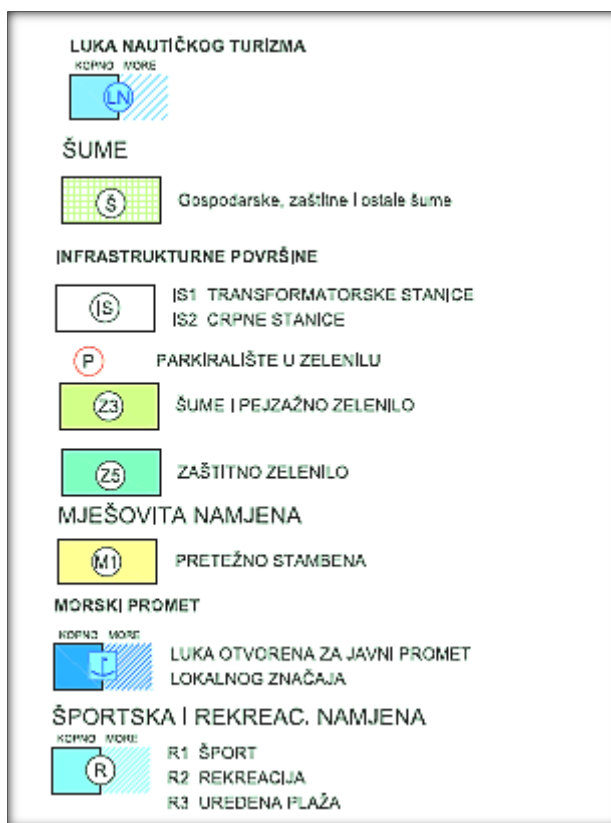 LUKA NAUTIČKOG TURIZMA
KOPNO MORE
LN
ŠUME
Š
Gospodarske, zaštitne i ostale šume
INFRASTRUKTURNE POVRŠINE
IS
IS1 TRANSFORMATORSKE STANICE
IS2 CRPNE STANICE
P
PARKIRALIŠTE U ZELENILU
Z3
ŠUME I PEJZAŽNO ZELENILO
Z5
ZAŠTITNO ZELENILO
MJEŠOVITA NAMJENA
M1
PRETEŽNO STAMBENA
MORSKI PROMET
KOPNO MORE
LUKA OTVORENA ZA JAVNI PROMET
LOKALNOG ZNAČAJA
ŠPORTSKA I REKREAC. NAMJENA
KOPNO MORE
R
R1 ŠPORT
R2 REKREACIJA
R3 UREĐENA PLAŽA